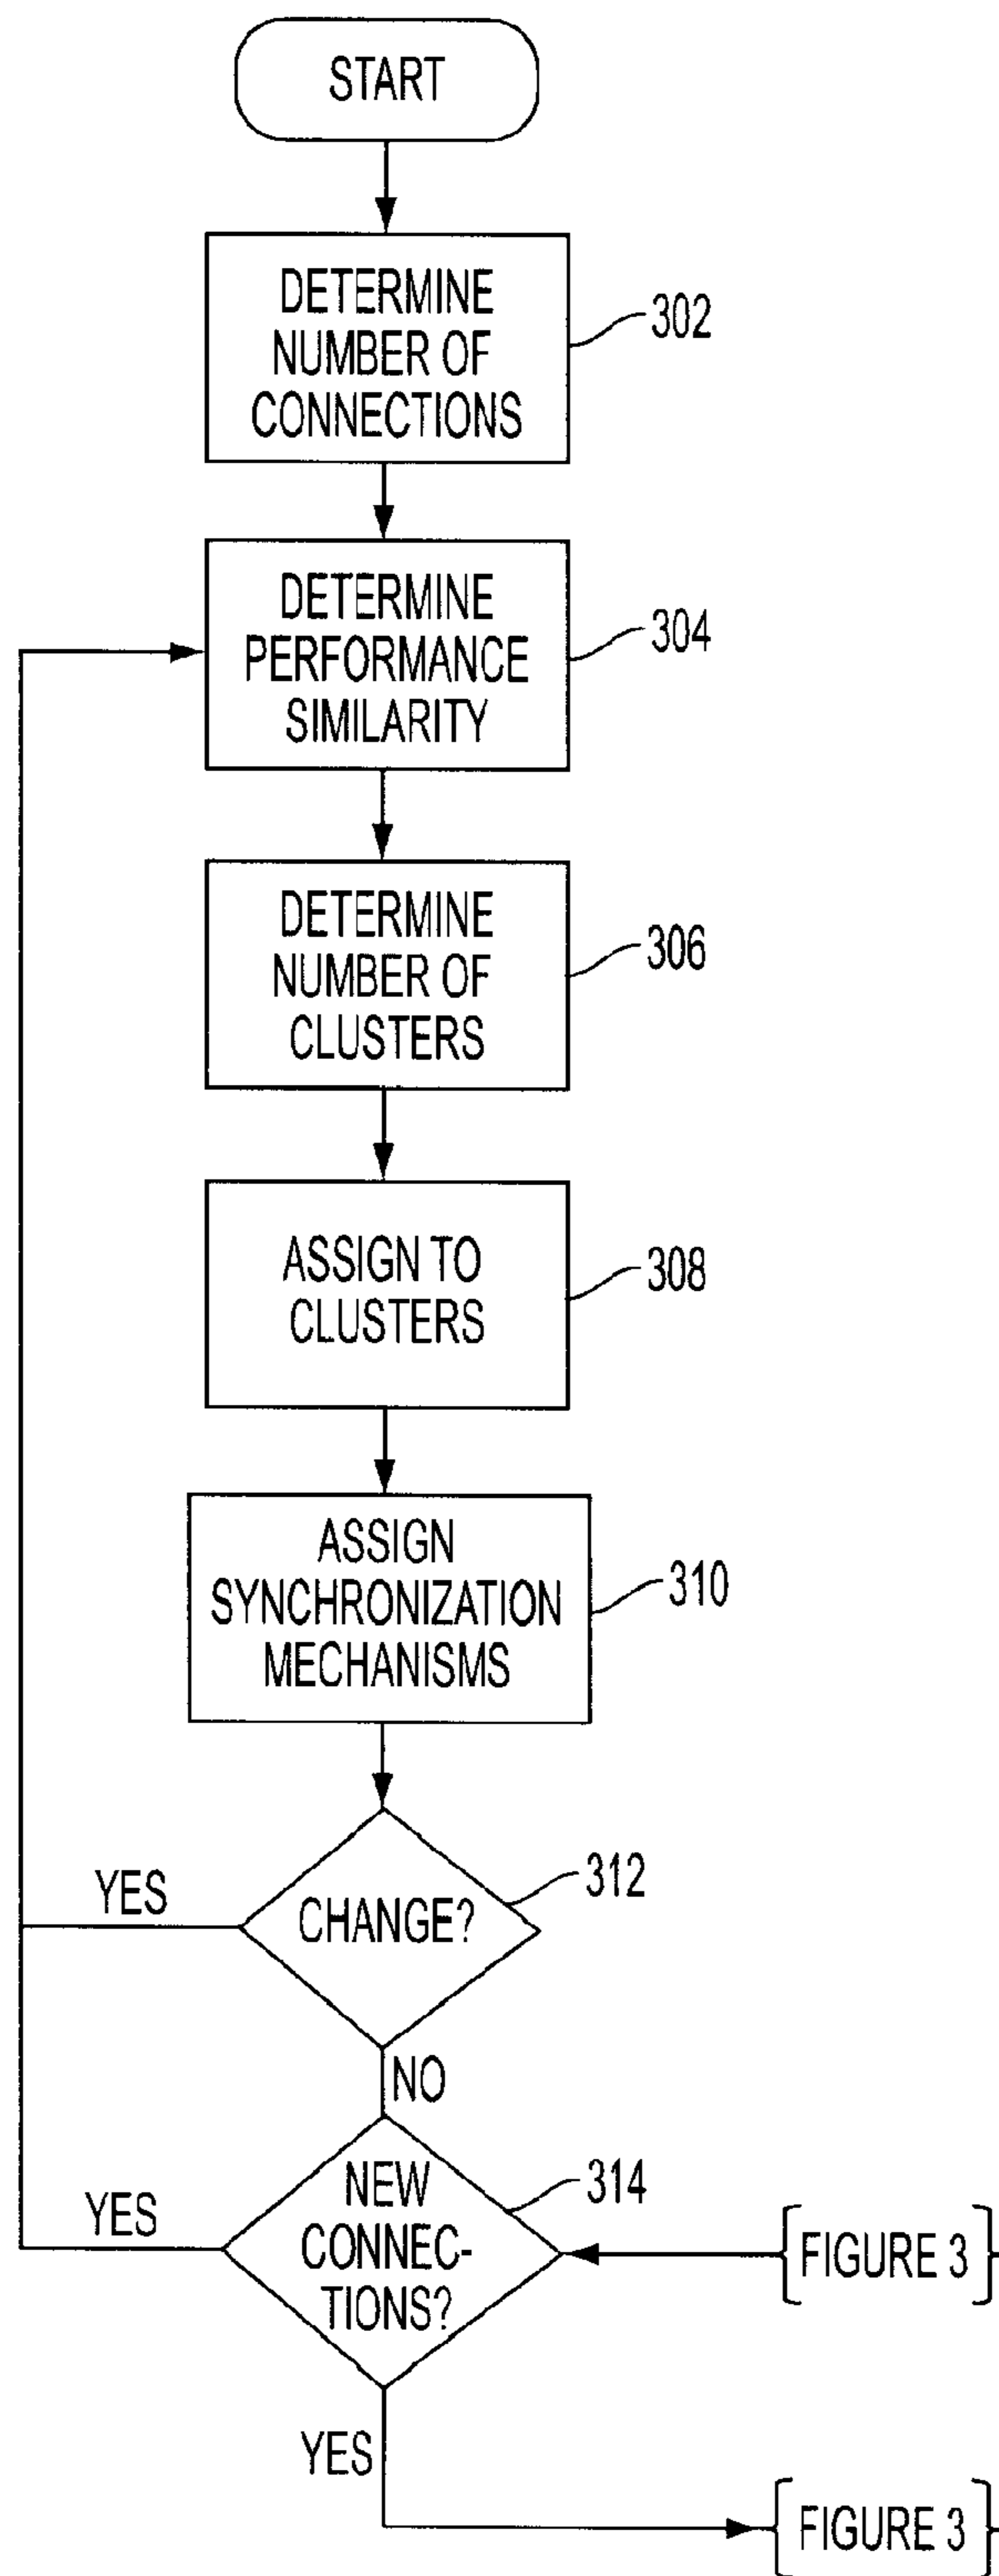 START
DETERMINE
NUMBER OF
CONNECTIONS
302
DETERMINE
PERFORMANCE
SIMILARITY
304
DETERMINE
NUMBER OF
CLUSTERS
306
ASSIGN TO
CLUSTERS
308
ASSIGN
SYNCHRONIZATION
MECHANISMS
310
CHANGE?
312
YES
NO
NEW
CONNEC-
TIONS?
314
YES
FIGURE 3
YES
FIGURE 3